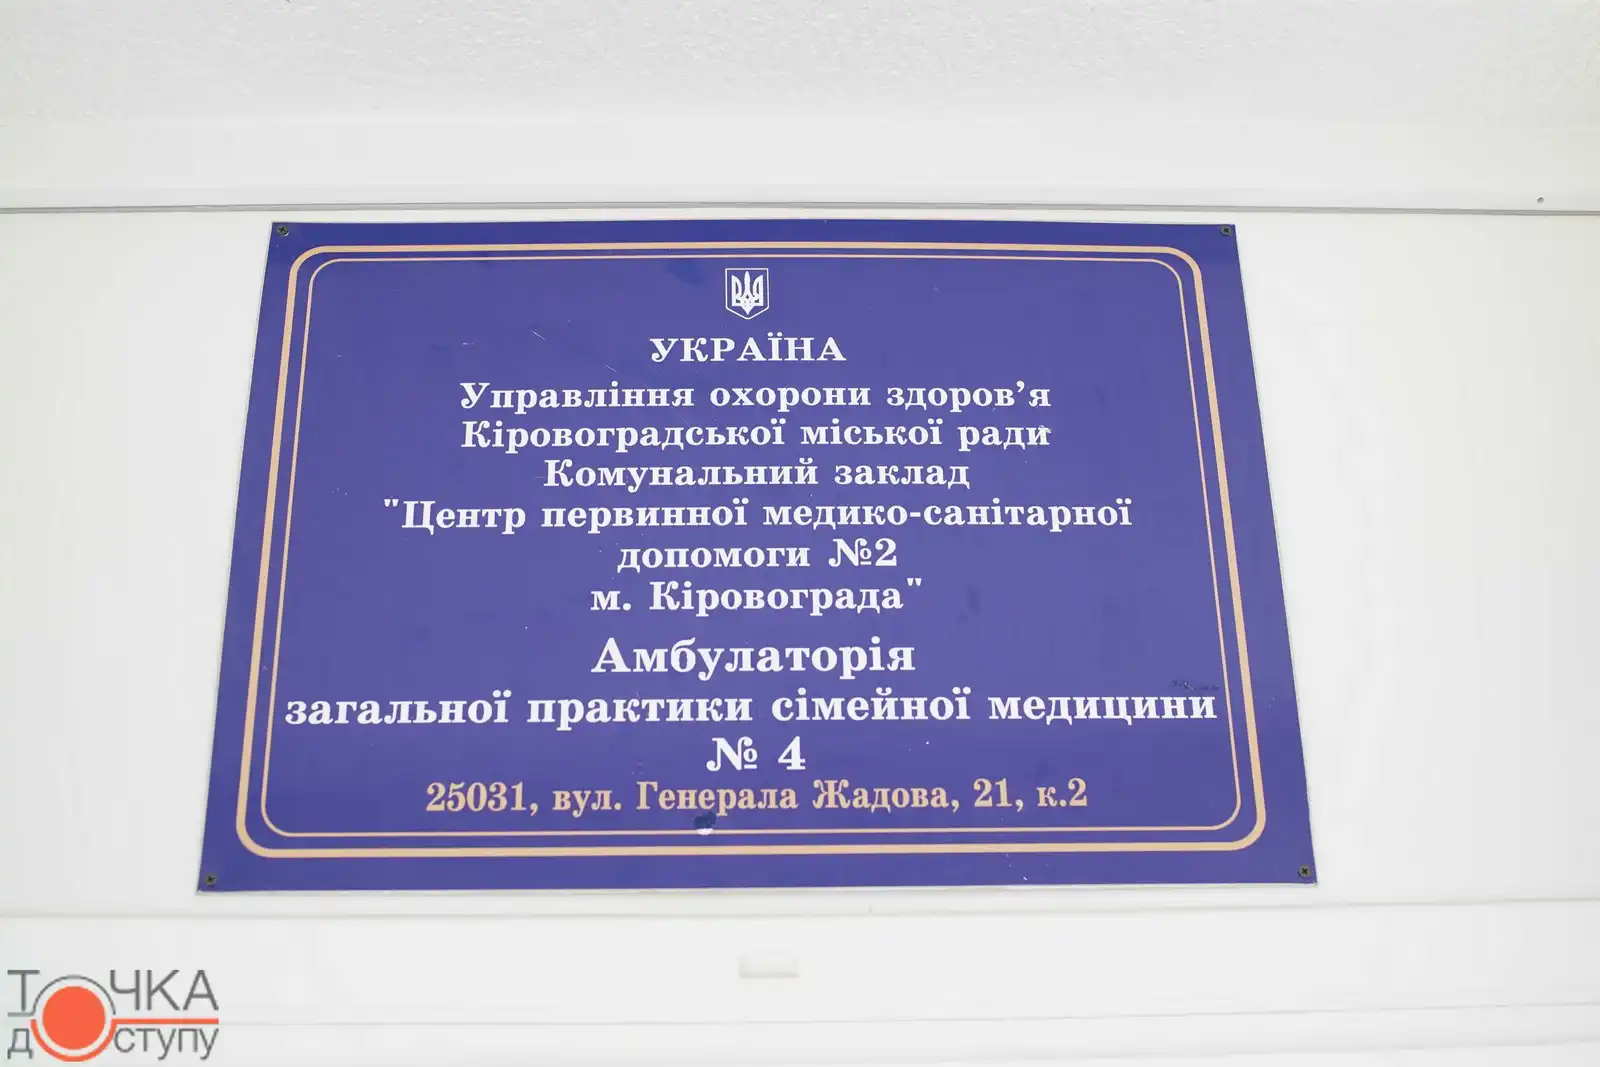 УКРАЇНА
Управління охорони здоров’я
Кіровоградської міської ради
Комунальний заклад
"Центр первинної медико-санітарної
допомоги №2
м. Кіровограда"
Амбулаторія
загальної практики сімейної медицини
№ 4
25031, вул. Генерала Жадова, 21, к.2
ТОЧКА
доступу